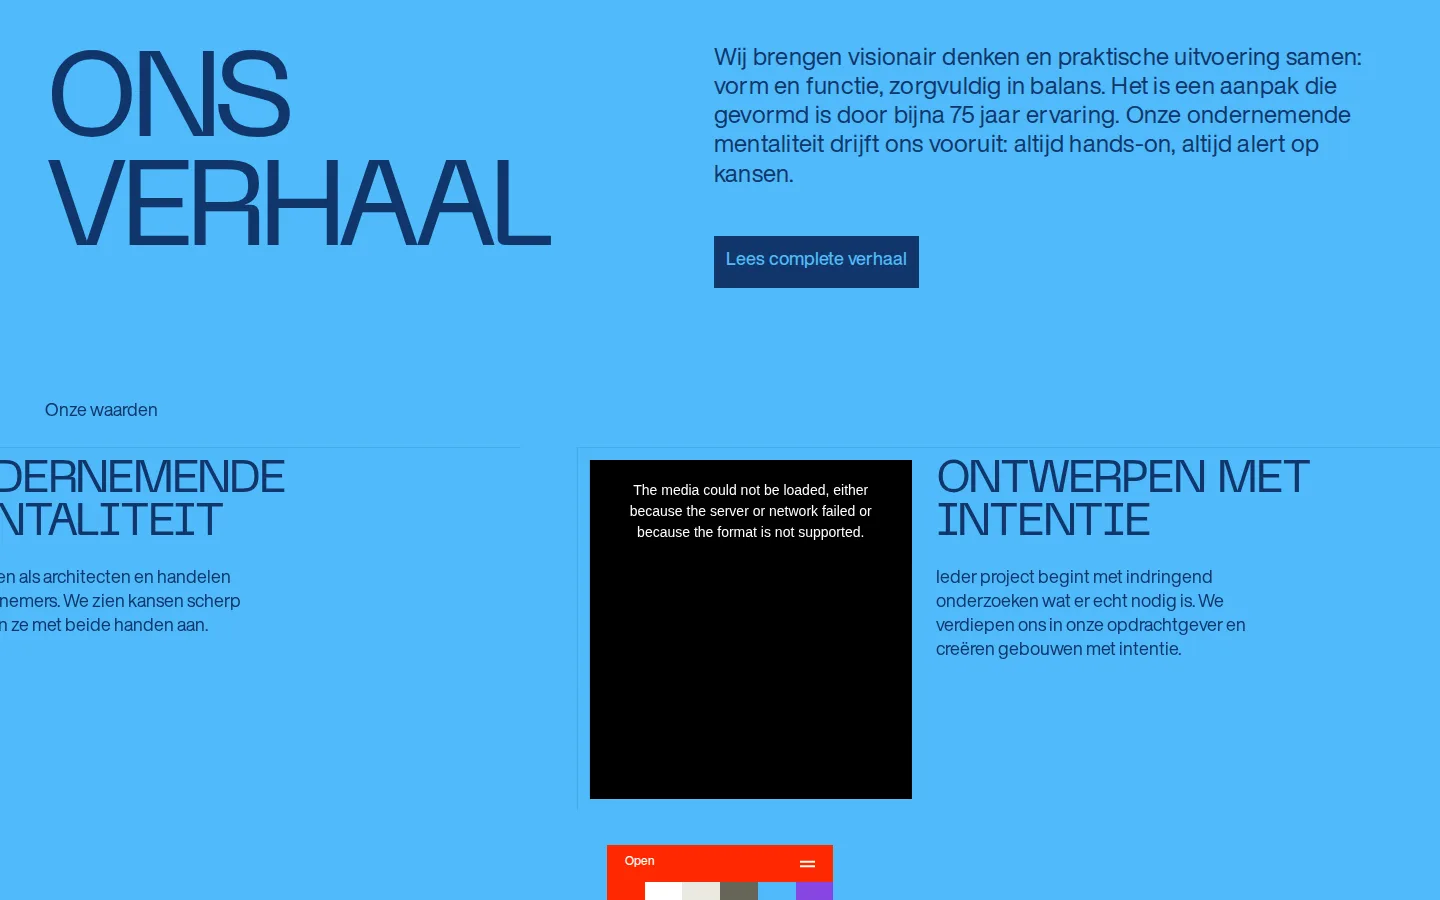 ONS
VERHAAL
Wij brengen visionair denken en praktische uitvoering samen:
vorm en functie, zorgvuldig in balans. Het is een aanpak die
gevormd is door bijna 75 jaar ervaring. Onze ondernemende
mentaliteit drijft ons vooruit: altijd hands-on, altijd alert op
kansen.
Lees complete verhaal
Onze waarden
DERNEMENDE
NTALITEIT
en als architecten en handelen
nemers. We zien kansen scherp
n ze met beide handen aan.
The media could not be loaded, either
because the server or network failed or
because the format is not supported.
ONTWERPEN MET
INTENTIE
Ieder project begint met indringend
onderzoeken wat er echt nodig is. We
verdiepen ons in onze opdrachtgever en
creëren gebouwen met intentie.
Open